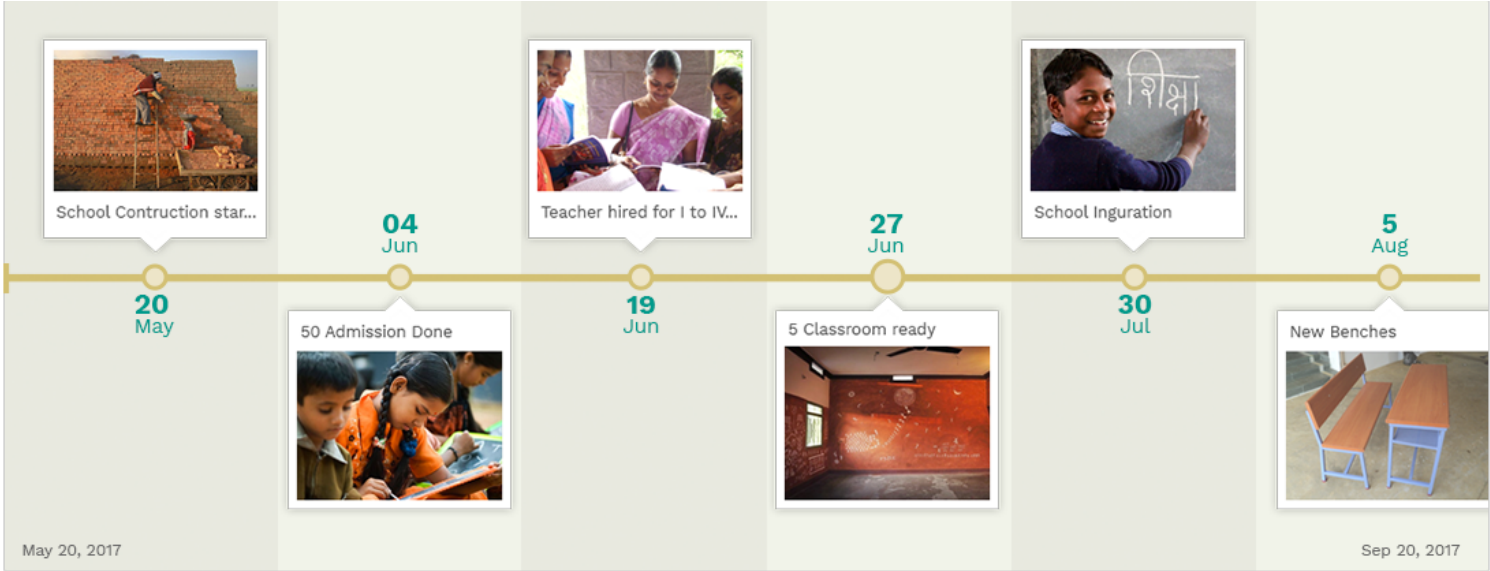 School Contruction star...
20
May
04
Jun
50 Admission Done
Teacher hired for I to IV...
19
Jun
27
Jun
5 Classroom ready
शिक्षा
School Inguration
30
Jul
5
Aug
New Benches
May 20, 2017
Sep 20, 2017